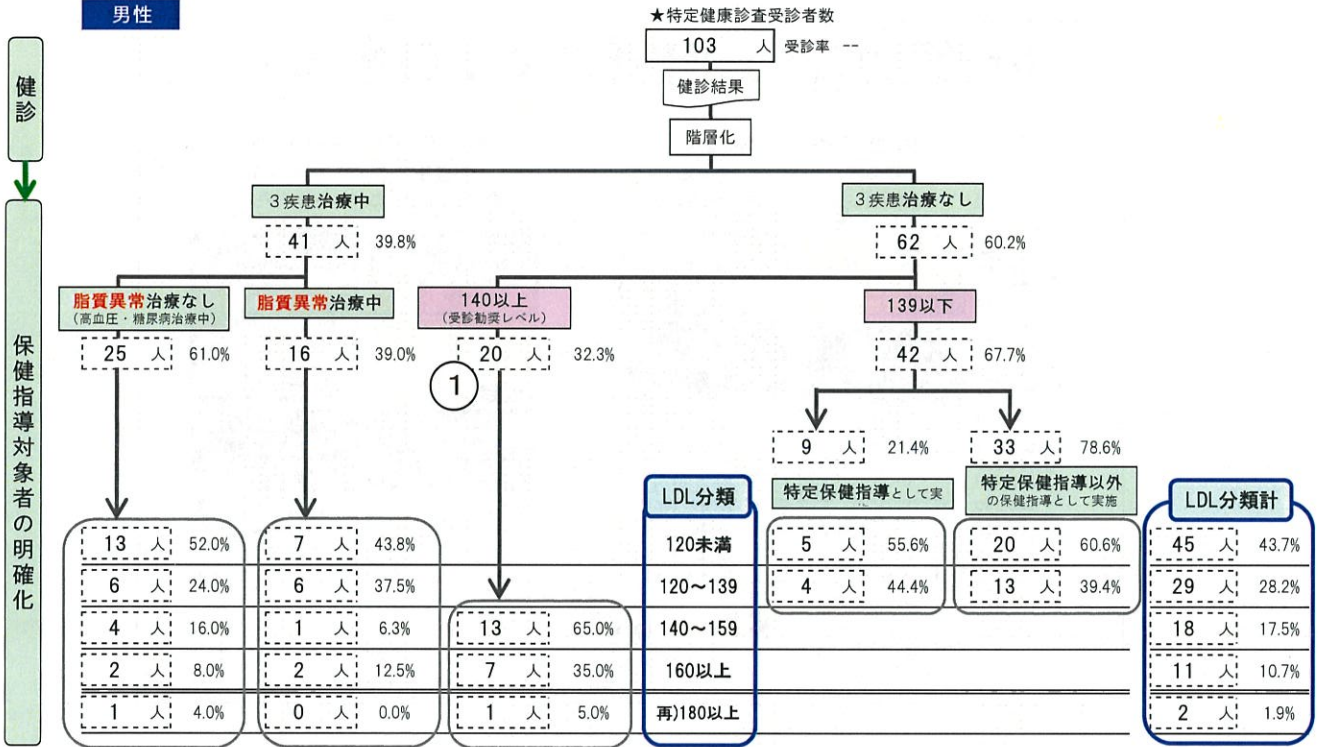 男性
★特定健康診査受診者数
103 人 受診率 --
健診
健診結果
階層化
3疾患治療中
3疾患治療なし
41 人 39.8%
62 人 60.2%
脂質異常治療なし
(高血圧・糖尿病治療中)
脂質異常治療中
140以上
(受診勧奨レベル)
139以下
25 人 61.0%
16 人 39.0%
20 人 32.3%
42 人 67.7%
①
保健指導対象者の明確化
9 人 21.4%
33 人 78.6%
LDL分類
特定保健指導として実
特定保健指導以外
の保健指導として実施
LDL分類計
13 人 52.0%
7 人 43.8%
120未満
5 人 55.6%
20 人 60.6%
45 人 43.7%
6 人 24.0%
6 人 37.5%
120～139
4 人 44.4%
13 人 39.4%
29 人 28.2%
4 人 16.0%
1 人 6.3%
13 人 65.0%
140～159
18 人 17.5%
2 人 8.0%
2 人 12.5%
7 人 35.0%
160以上
11 人 10.7%
1 人 4.0%
0 人 0.0%
1 人 5.0%
再)180以上
2 人 1.9%